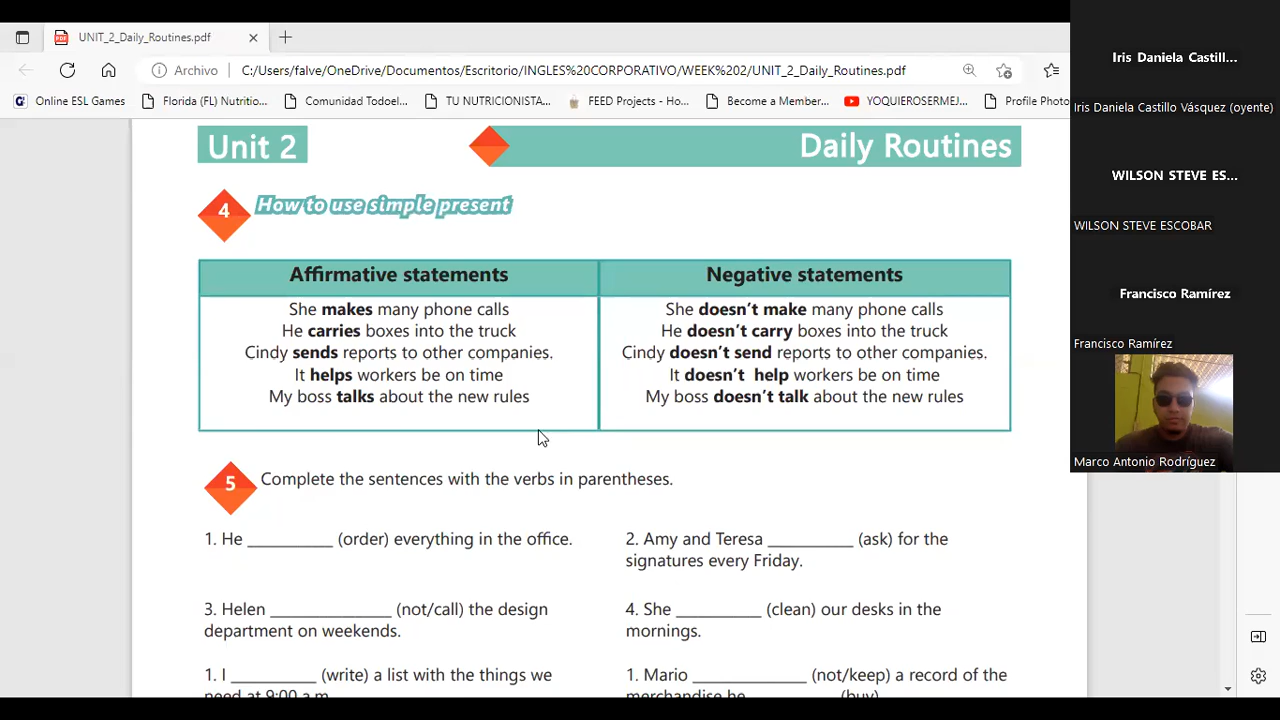 UNIT_2_Daily_Routines.pdf
Archivo
C:/Users/falve/OneDrive/Documentos/Escritorio/INGLES%20CORPORATIVO/WEEK%202/UNIT_2_Daily_Routines.pdf
Online ESL Games
Florida (FL) Nutritio...
Comunidad Todoel...
TU NUTRICIONISTA...
FEED Projects - Ho...
Become a Member...
YOQUIEROSERMEJ...
Profile Photo
Unit 2
Daily Routines
4
How to use simple present
Affirmative statements
Negative statements
She makes many phone calls
He carries boxes into the truck
Cindy sends reports to other companies.
It helps workers be on time
My boss talks about the new rules
She doesn't make many phone calls
He doesn't carry boxes into the truck
Cindy doesn't send reports to other companies.
It doesn't help workers be on time
My boss doesn't talk about the new rules
5
Complete the sentences with the verbs in parentheses.
1. He __________ (order) everything in the office.
2. Amy and Teresa __________ (ask) for the
signatures every Friday.
3. Helen ______________ (not/call) the design
department on weekends.
4. She __________ (clean) our desks in the
mornings.
1. I __________ (write) a list with the things we
need at 9:00 a.m.
1. Mario _____________ (not/keep) a record of the
merchandise he ___________ (buy)
Iris Daniela Castill...
Iris Daniela Castillo Vásquez (oyente)
WILSON STEVE ES...
WILSON STEVE ESCOBAR
Francisco Ramírez
Francisco Ramírez
Marco Antonio Rodríguez